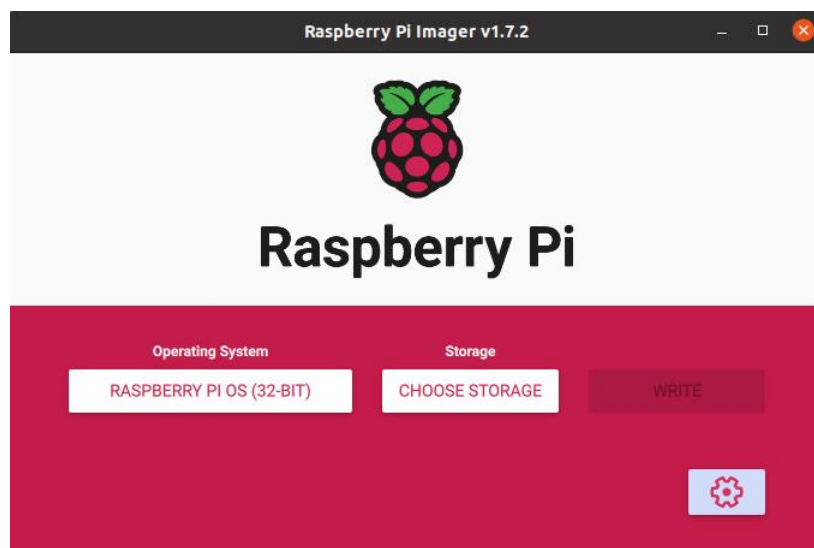 Raspberry Pi Imager v1.7.2
Raspberry Pi
Operating System
Storage
RASPBERRY PI OS (32-BIT)
CHOOSE STORAGE
WRITE